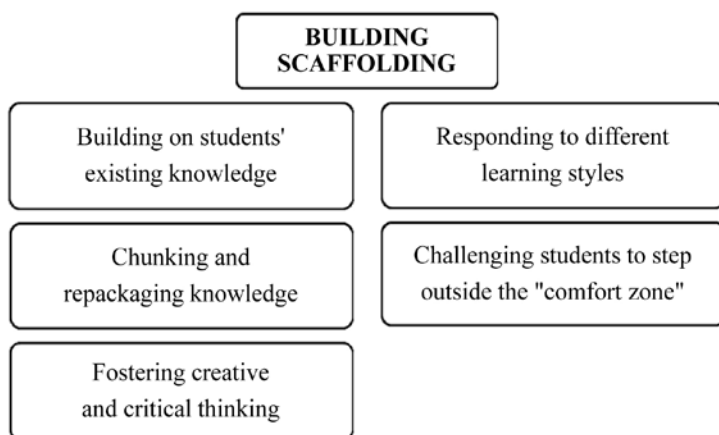 BUILDING
SCAFFOLDING
Building on students'
existing knowledge
Responding to different
learning styles
Chunking and
repackaging knowledge
Challenging students to step
outside the "comfort zone"
Fostering creative
and critical thinking